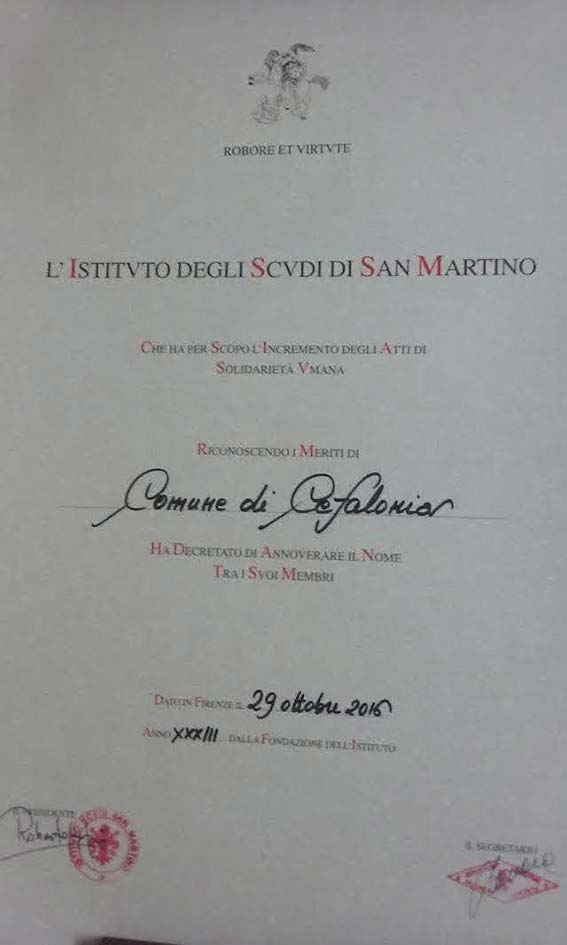 ROBORE ET VIRTVTE
L' ISTITVTO DEGLI SCVDI DI SAN MARTINO
CHE HA PER SCOPO L'INCREMENTO DEGLI ATTI DI
SOLIDARIETÀ VMANA
RICONOSCENDO I MERITI DI
Comune di Cefalonia
HA DECRETATO DI ANNOVERARE IL NOME
TRA I SVOI MEMBRI
DATO IN FIRENZE IL 29 ottobre 2016
ANNO XXXIII DALLA FONDAZIONE DELL'ISTITUTO
IL PRESIDENTE
SAN MARTINO
IL SEGRETARIO